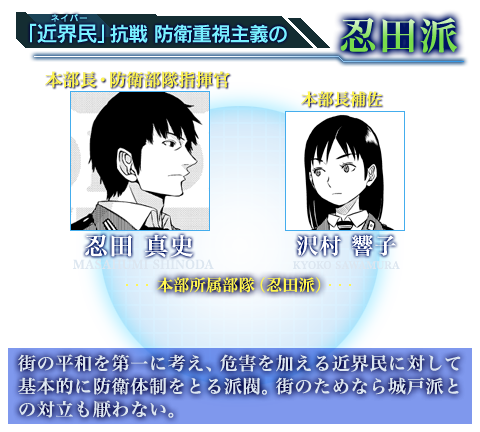 ネイバー
「近界民」抗戦 防衛重視主義の
忍田派
本部長・防衛部隊指揮官
本部長補佐
忍田 真史
沢村 響子
MASAFUMI SHINODA
KYOKO SAWAMURA
・・・本部所属部隊(忍田派)・・・
街の平和を第一に考え、危害を加える近界民に対して
基本的に防衛体制をとる派閥。街のためなら城戸派と
の対立も厭わない。